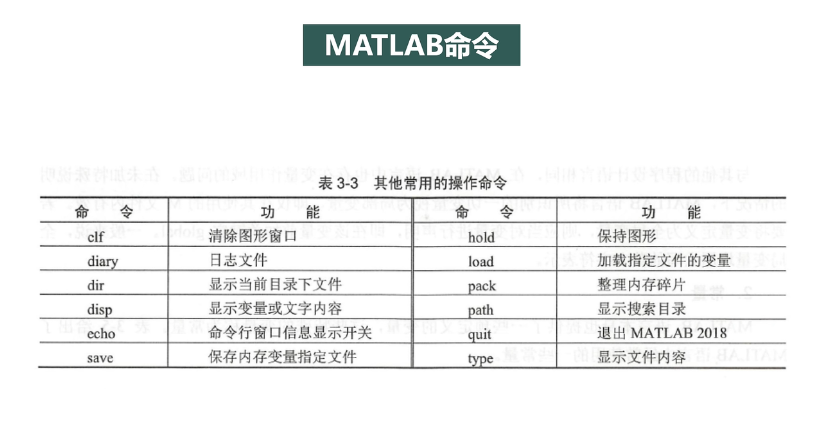 MATLAB命令
表 3-3 其他常用的操作命令
命 令 功 能 命 令 功 能
clf 清除图形窗口 hold 保持图形
diary 日志文件 load 加载指定文件的变量
dir 显示当前目录下文件 pack 整理内存碎片
disp 显示变量或文字内容 path 显示搜索目录
echo 命令行窗口信息显示开关 quit 退出 MATLAB 2018
save 保存内存变量指定文件 type 显示文件内容